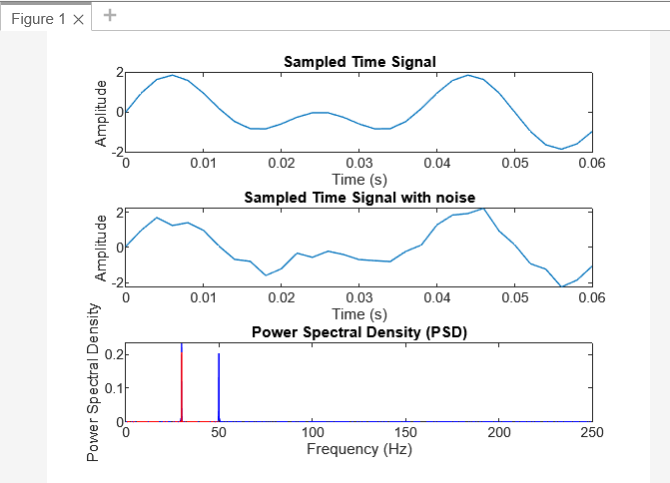 Figure 1 × +
Sampled Time Signal
Amplitude
2
0
-2
0 0.01 0.02 0.03 0.04 0.05 0.06
Time (s)
Sampled Time Signal with noise
Amplitude
2
0
-2
0 0.01 0.02 0.03 0.04 0.05 0.06
Time (s)
Power Spectral Density (PSD)
Power Spectral Density
0.2
0.1
0
0 50 100 150 200 250
Frequency (Hz)